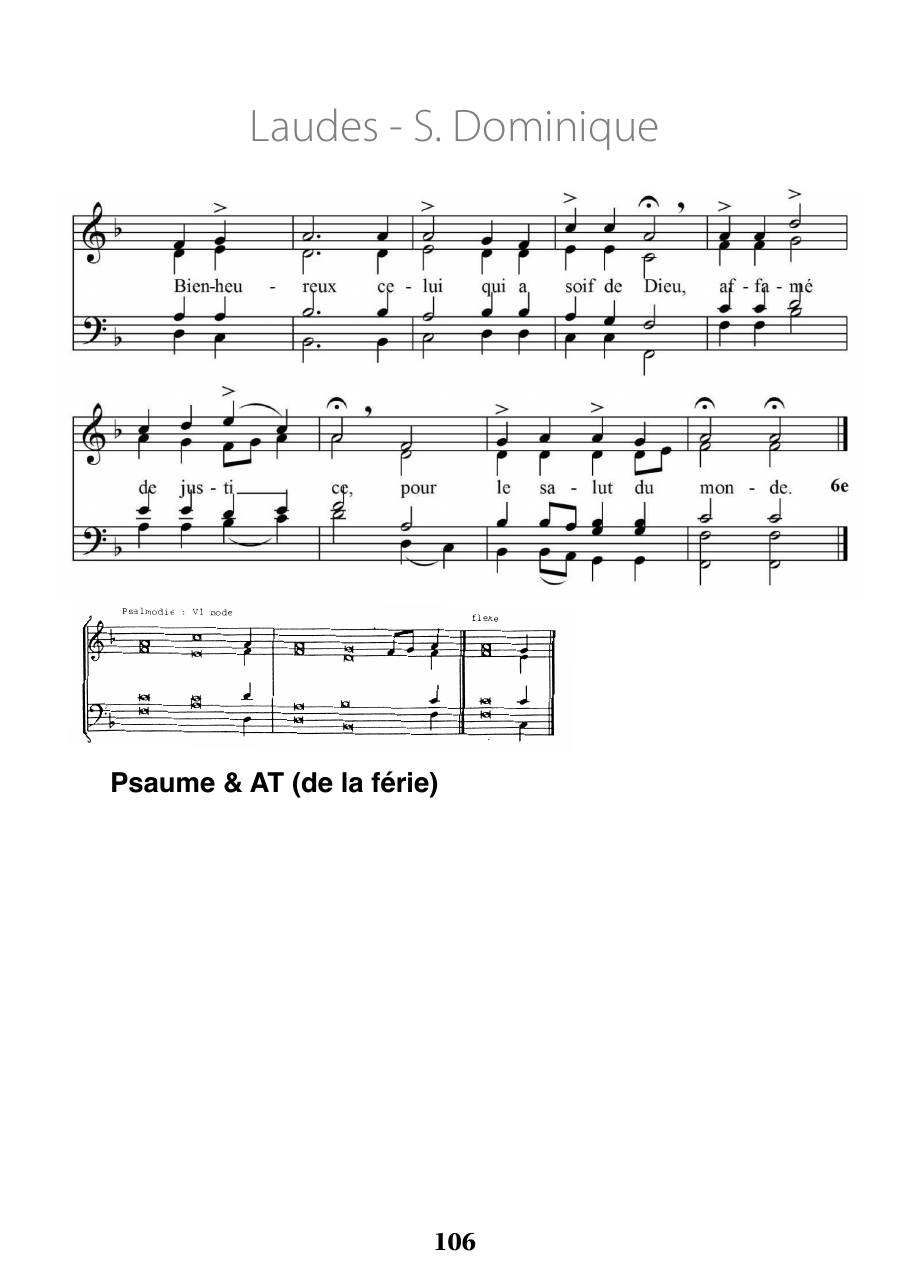 Laudes - S. Dominique
Bien-heu - reux ce - lui qui a soif de Dieu, af - fa - mé
de jus - ti ce, pour le sa - lut du mon - de. 6e
Psalmodie : VI mode flexe
Psaume & AT (de la férie)
106